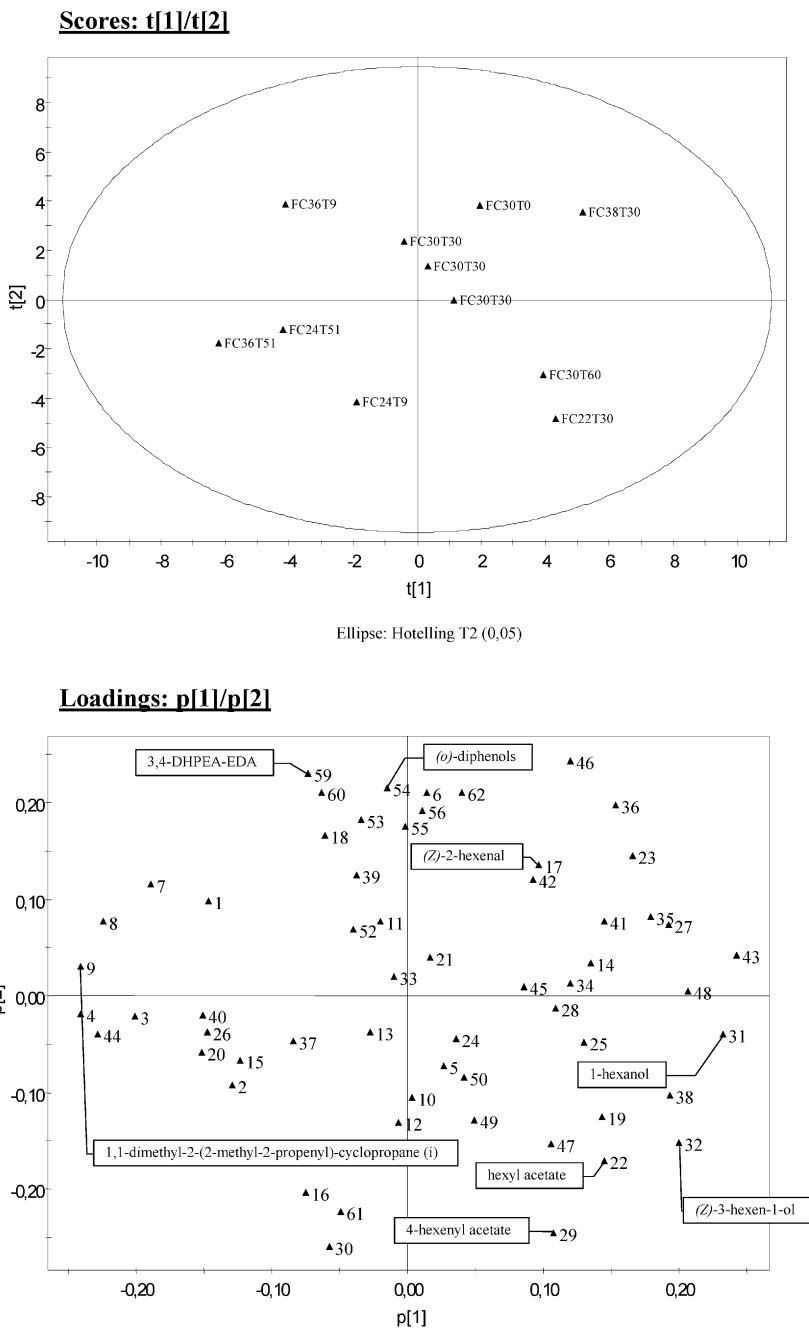 Scores: t[1]/t[2]
8
6
4
2
0
-2
-4
-6
-8
t[2]
FC36T9
FC30T0
FC38T30
FC30T30
FC30T30
FC30T30
FC24T51
FC36T51
FC30T60
FC24T9
FC22T30
-10 -8 -6 -4 -2 0 2 4 6 8 10
t[1]
Ellipse: Hotelling T2 (0,05)
Loadings: p[1]/p[2]
3,4-DHPEA-EDA
(o)-diphenols
46
59
54
0,20
60
6
62
36
56
53
55
18
(Z)-2-hexenal
23
17
42
39
7
0,10
1
8
11
41
35
27
52
21
43
9
14
33
34
45
48
0,00
4
3
40
28
44
26
13
31
37
24
25
20
15
5
1-hexanol
50
2
-0,10
10
38
49
19
12
47
32
1,1-dimethyl-2-(2-methyl-2-propenyl)-cyclopropane (i)
22
hexyl acetate
-0,20
16
61
(Z)-3-hexen-1-ol
4-hexenyl acetate
29
30
-0,20 -0,10 0,00 0,10 0,20
p[1]